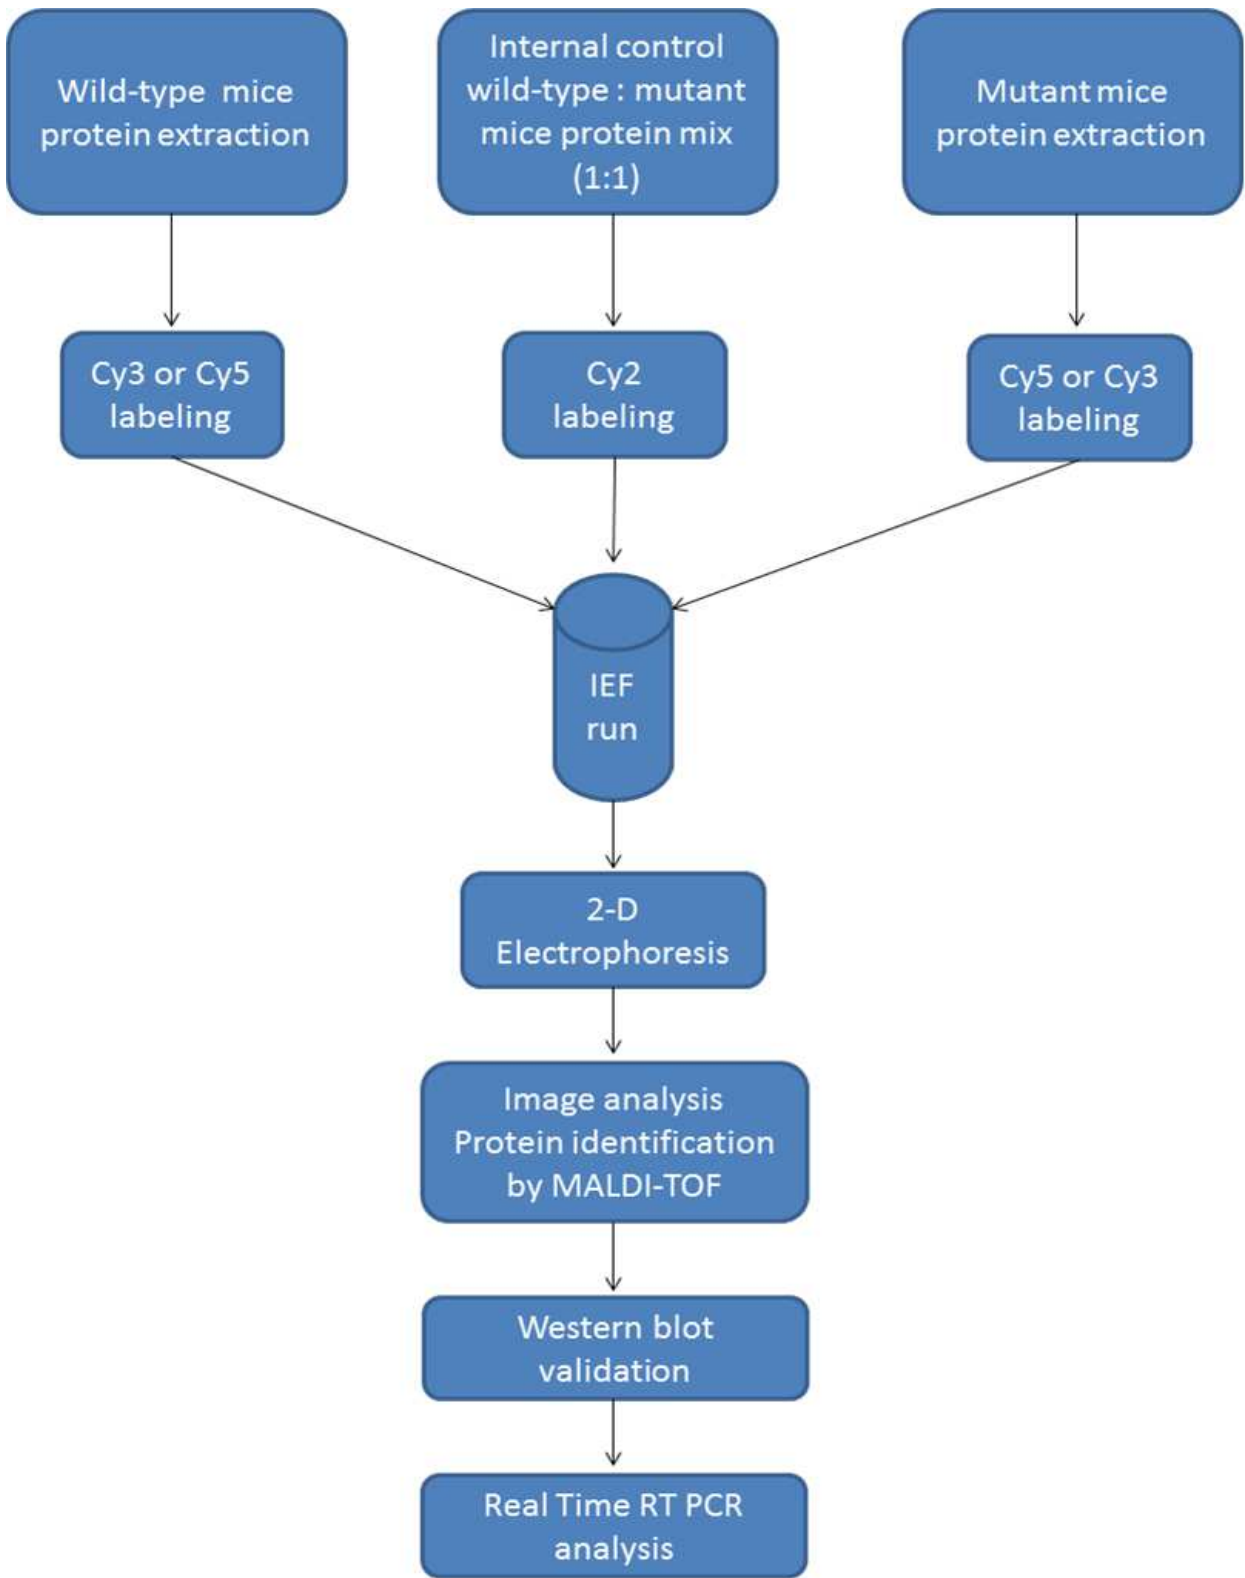 Wild-type mice
protein extraction
Internal control
wild-type : mutant
mice protein mix
(1:1)
Mutant mice
protein extraction
Cy3 or Cy5
labeling
Cy2
labeling
Cy5 or Cy3
labeling
IEF
run
2-D
Electrophoresis
Image analysis
Protein identification
by MALDI-TOF
Western blot
validation
Real Time RT PCR
analysis